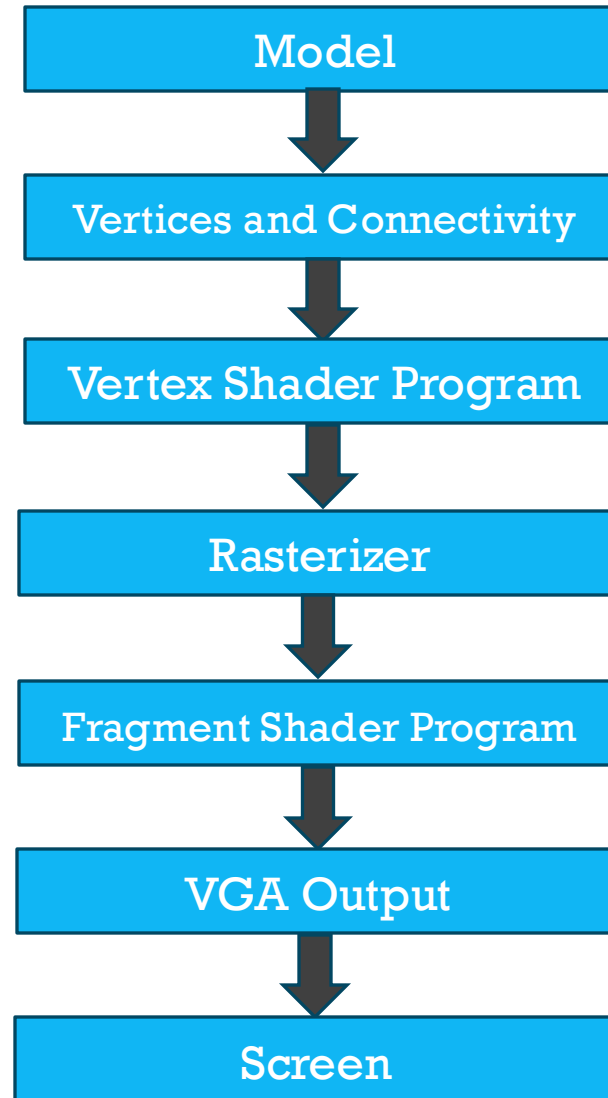 Model
Vertices and Connectivity
Vertex Shader Program
Rasterizer
Fragment Shader Program
VGA Output
Screen